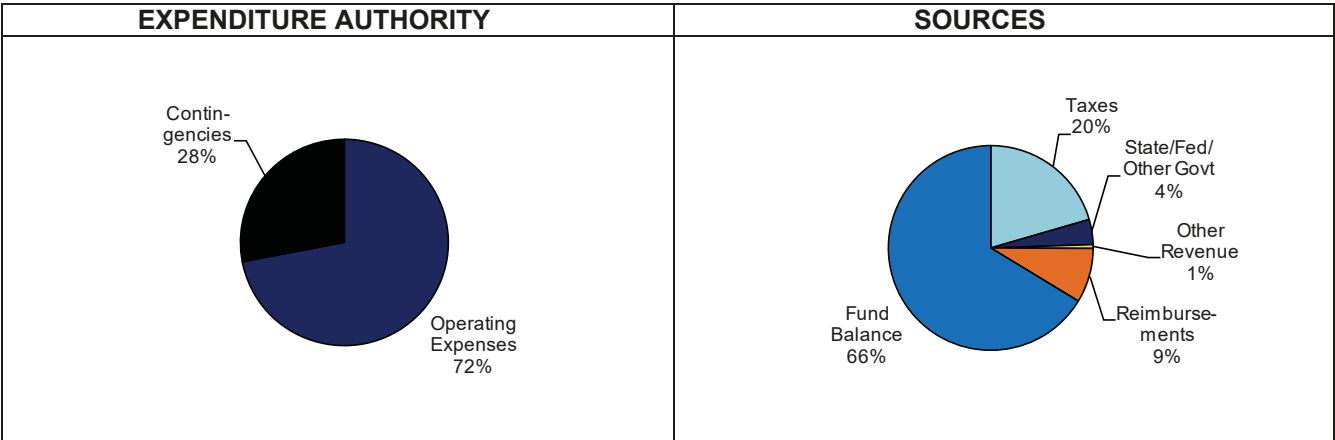 EXPENDITURE AUTHORITY
Contin-
gencies
28%
Operating
Expenses
72%
SOURCES
Taxes
20%
State/Fed/
Other Govt
4%
Other
Revenue
1%
Reimburse-
ments
9%
Fund
Balance
66%